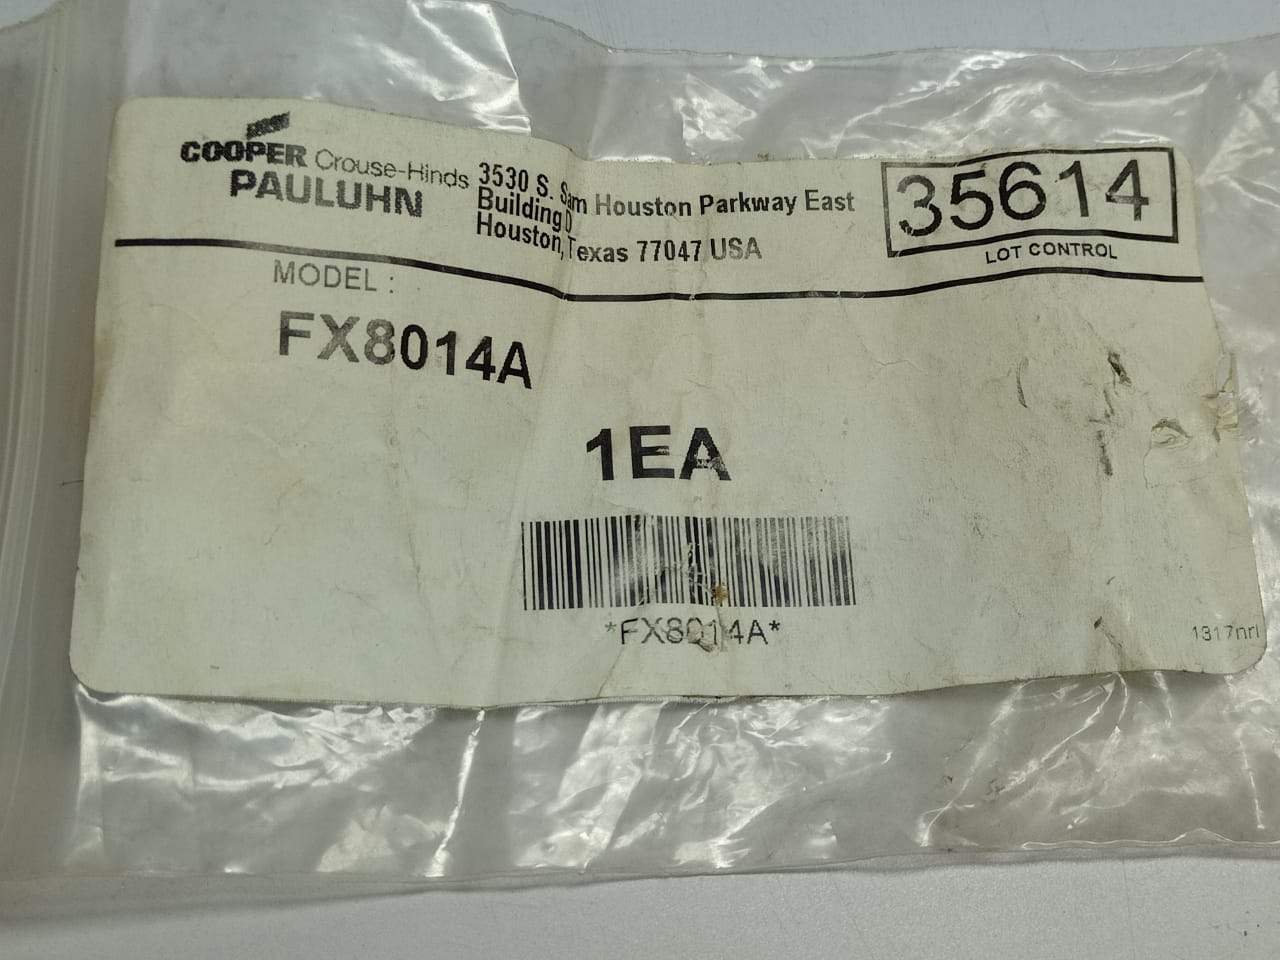 COOPER Crouse-Hinds
PAULUHN
3530 S. Sam Houston Parkway East
Building D
Houston, Texas 77047 USA
35614
LOT CONTROL
MODEL :
FX8014A
1EA
*FX8014A*
1317nrl